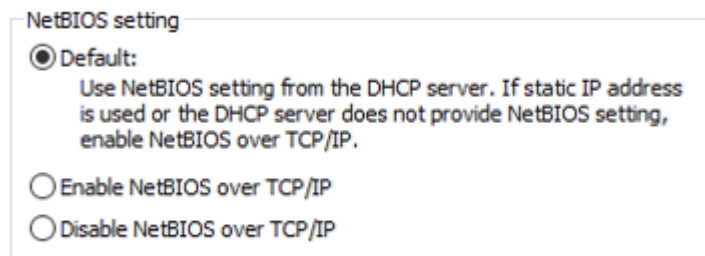 NetBIOS setting
Default:
Use NetBIOS setting from the DHCP server. If static IP address
is used or the DHCP server does not provide NetBIOS setting,
enable NetBIOS over TCP/IP.
Enable NetBIOS over TCP/IP
Disable NetBIOS over TCP/IP